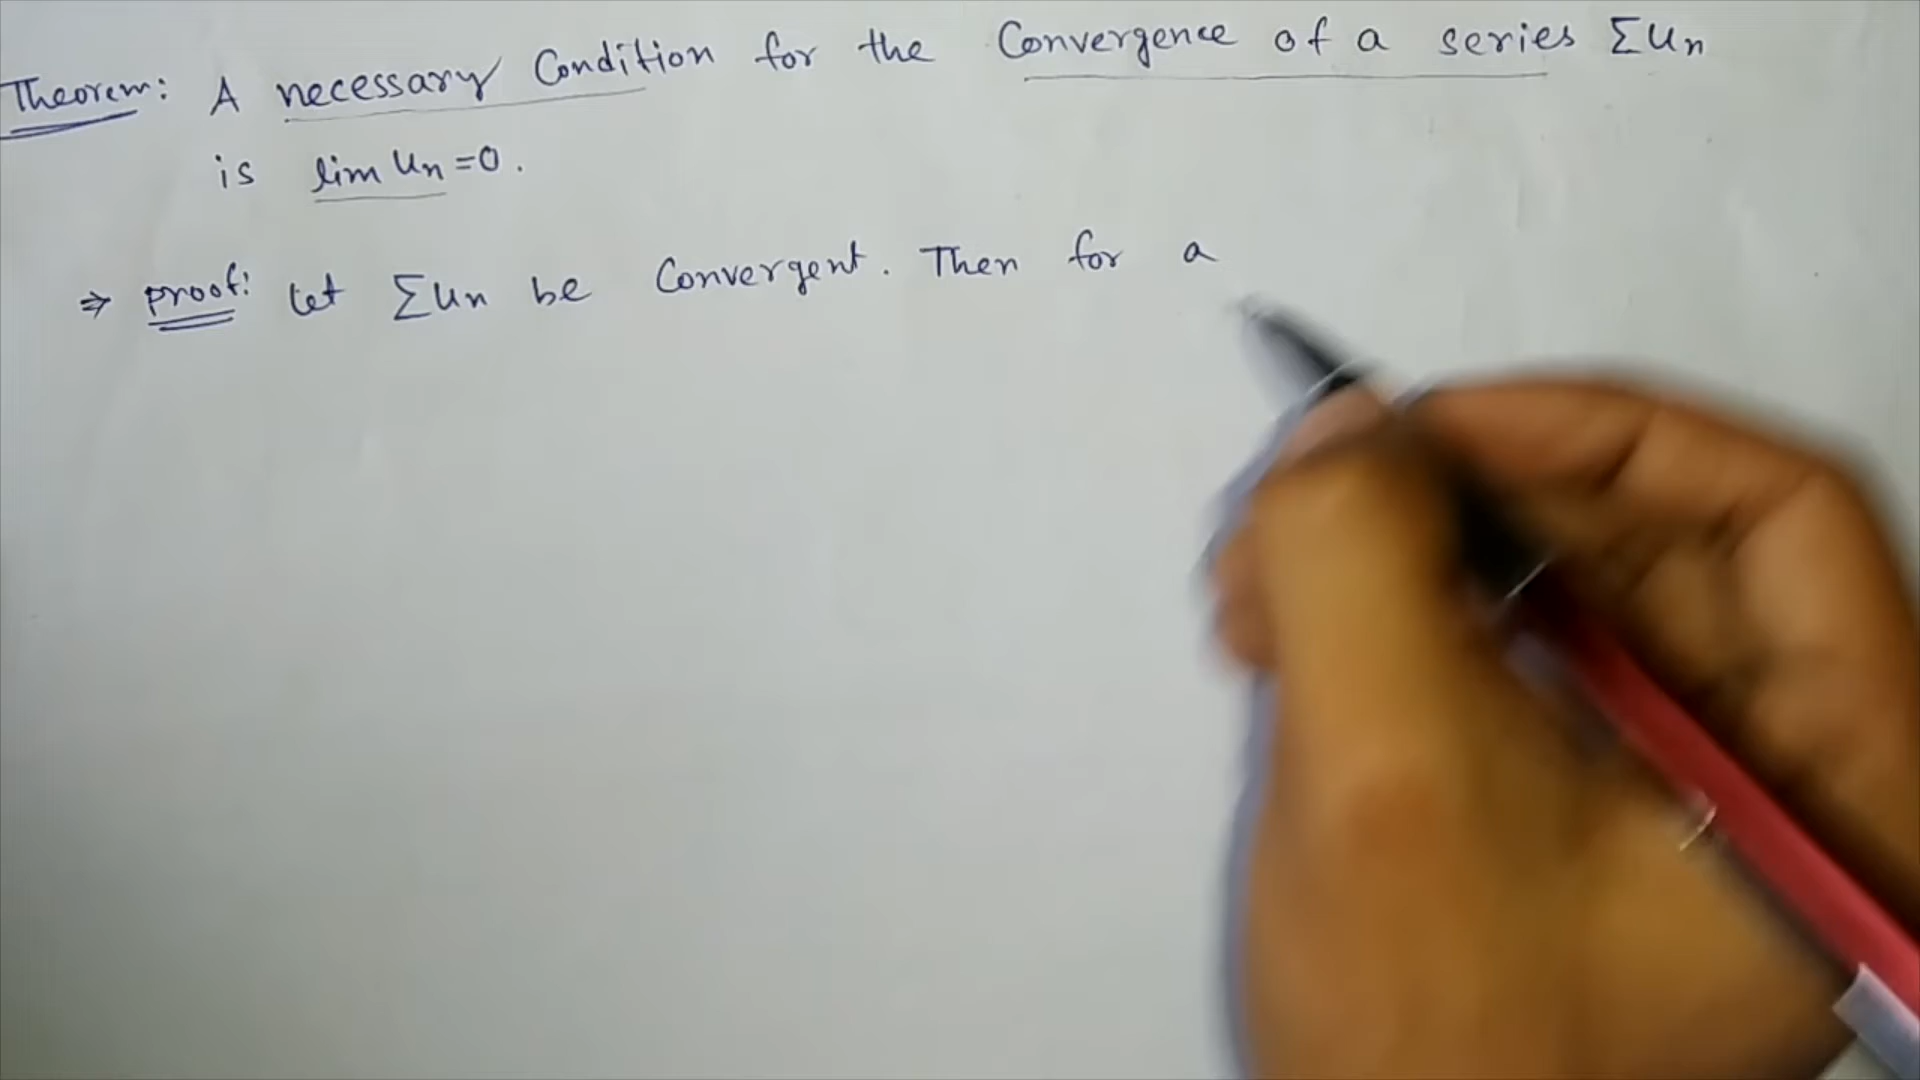 Theorem: A necessary Condition for the Convergence of a series Σun
is lim un = 0.
⇒ proof: Let Σun be Convergent. Then for a